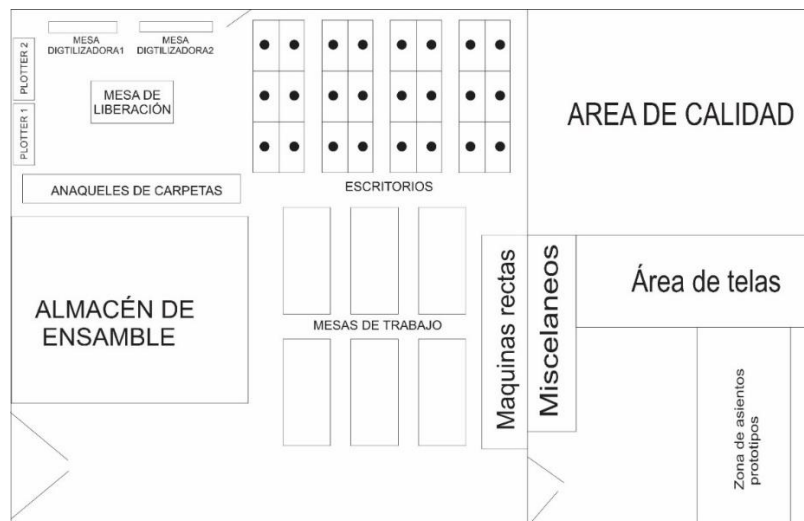 MESA
DIGTILIZADORA1
MESA
DIGTILIZADORA2
PLOTTER 2
PLOTTER 1
MESA DE
LIBERACIÓN
ANAQUELES DE CARPETAS
ESCRITORIOS
AREA DE CALIDAD
ALMACÉN DE
ENSAMBLE
MESAS DE TRABAJO
Maquinas rectas
Miscelaneos
Área de telas
Zona de asientos
prototipos